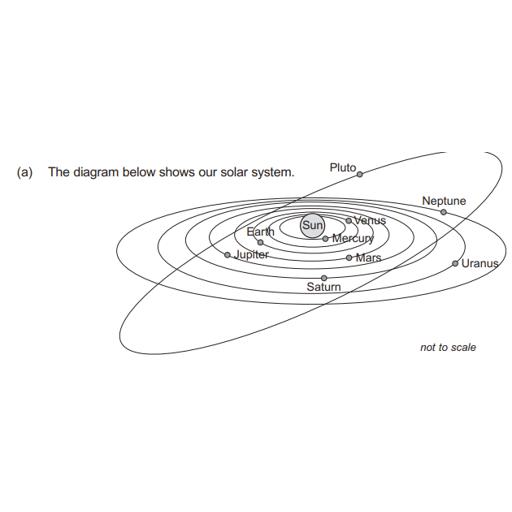 (a) The diagram below shows our solar system.
Pluto
Neptune
Sun
Venus
Earth
Mercury
Jupiter
Mars
Uranus
Saturn
not to scale